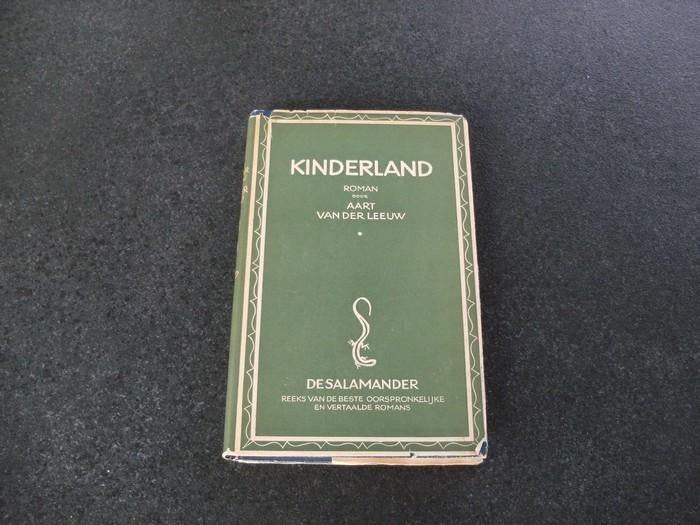 KINDERLAND
ROMAN
DOOR
AART
VAN DER LEEUW
DE SALAMANDER
REEKS VAN DE BESTE OORSPRONKELIJKE
EN VERTAALDE ROMANS